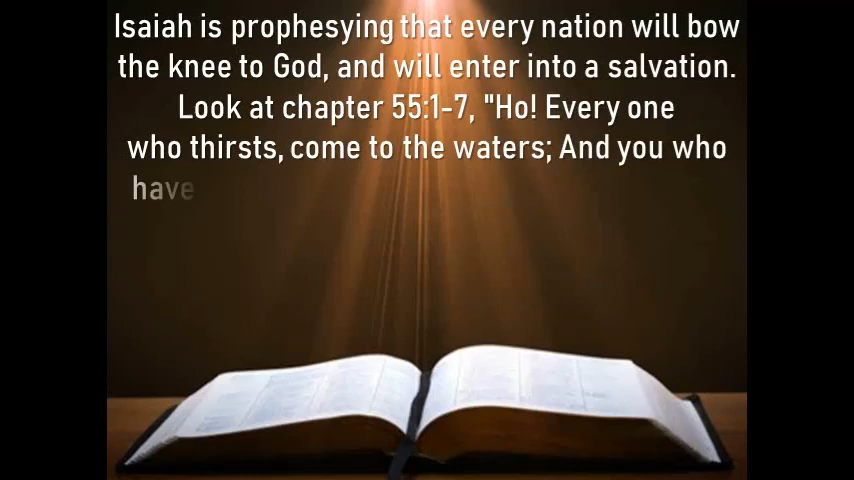 Isaiah is prophesying that every nation will bow
the knee to God, and will enter into a salvation.
Look at chapter 55:1-7, "Ho! Every one
who thirsts, come to the waters; And you who
have